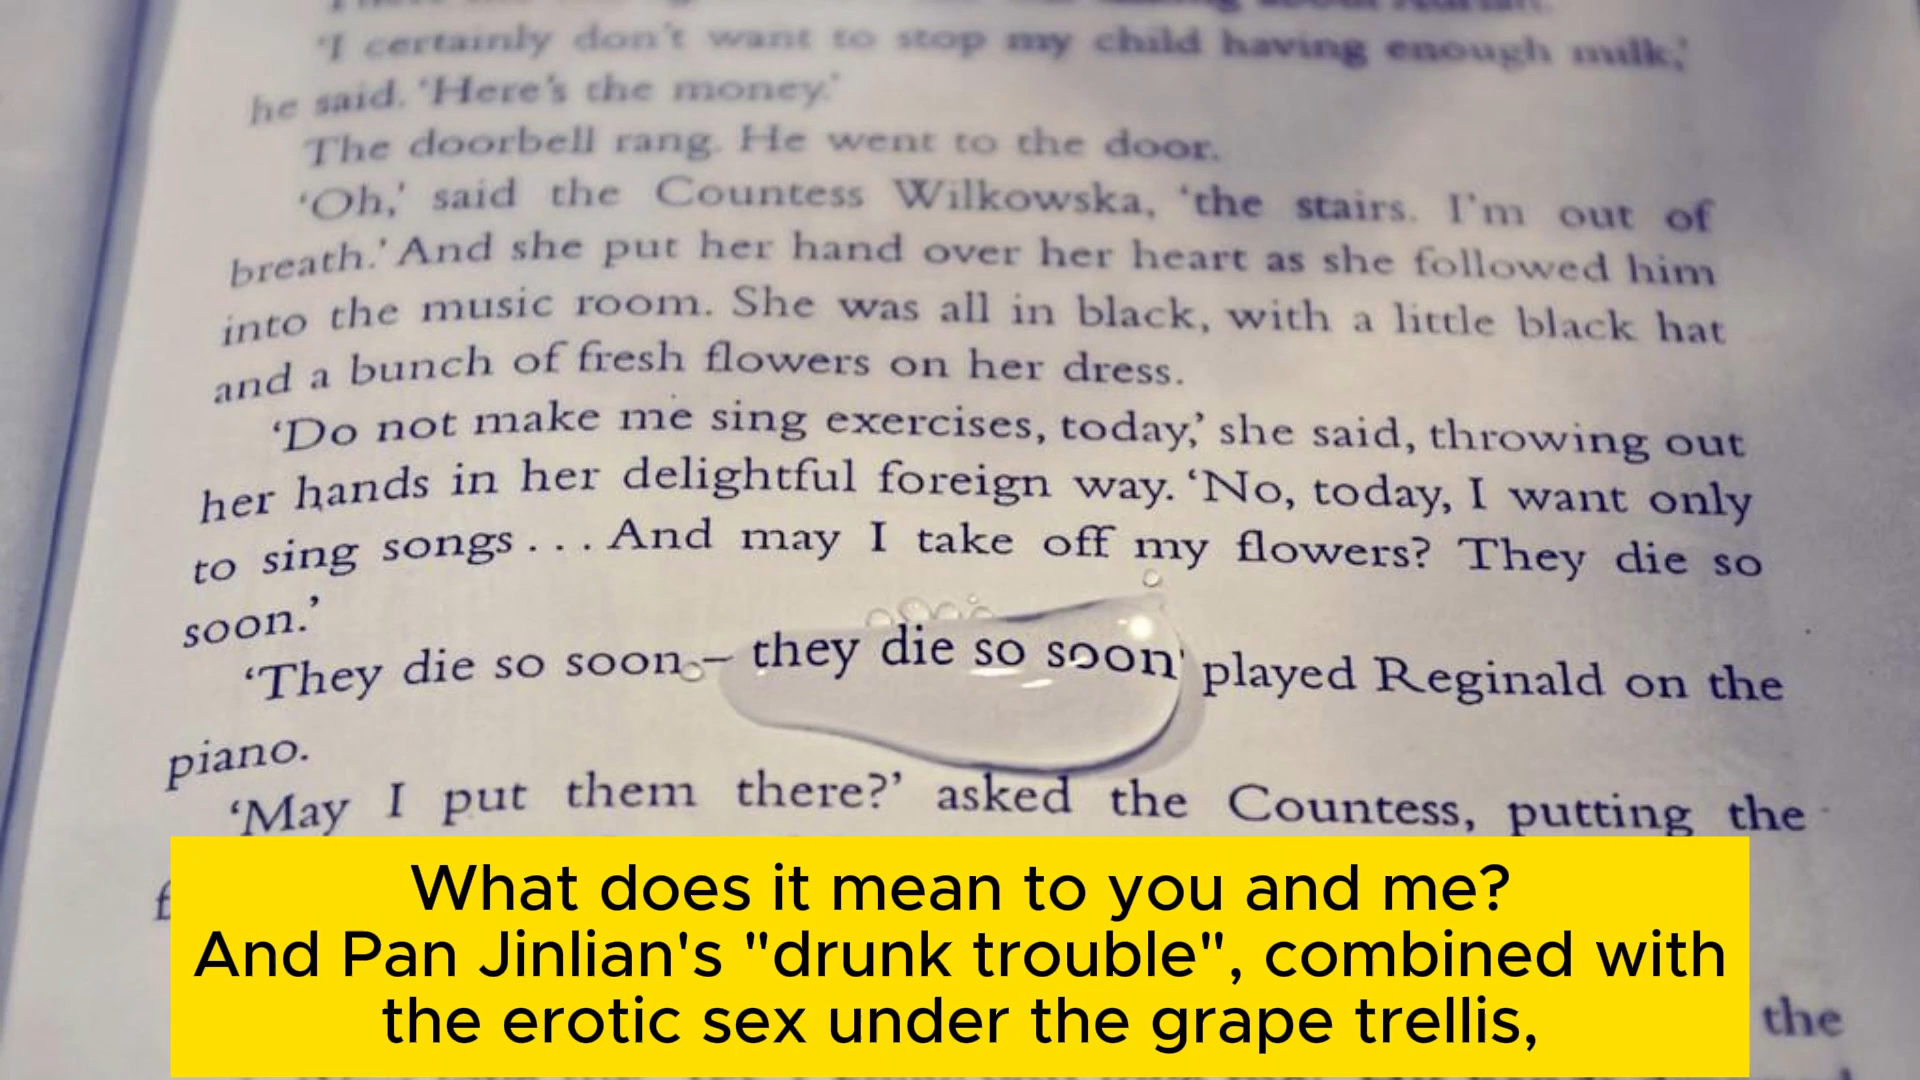 'I certainly don't want to stop my child having enough milk,'
he said. 'Here's the money.'
The doorbell rang. He went to the door.
'Oh,' said the Countess Wilkowska, 'the stairs. I'm out of
breath.' And she put her hand over her heart as she followed him
into the music room. She was all in black, with a little black hat
and a bunch of fresh flowers on her dress.
'Do not make me sing exercises, today,' she said, throwing out
her hands in her delightful foreign way. 'No, today, I want only
to sing songs . . . And may I take off my flowers? They die so
soon.'
'They die so soon – they die so soon' played Reginald on the
piano.
'May I put them there?' asked the Countess, putting the
What does it mean to you and me?
And Pan Jinlian's "drunk trouble", combined with
the erotic sex under the grape trellis,
the